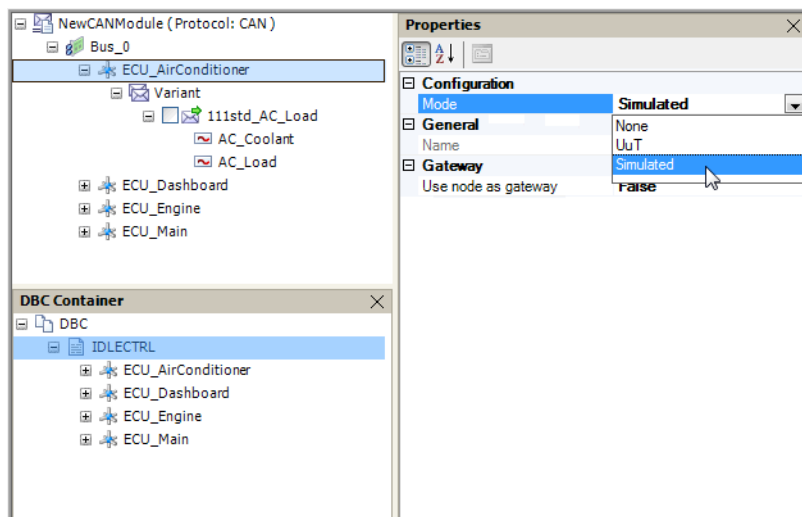 NewCANModule (Protocol: CAN )
Bus_0
ECU_AirConditioner
Variant
111std_AC_Load
AC_Coolant
AC_Load
ECU_Dashboard
ECU_Engine
ECU_Main
DBC Container
DBC
IDLECTRL
ECU_AirConditioner
ECU_Dashboard
ECU_Engine
ECU_Main
Properties
A
Z
Configuration
Mode Simulated
None
General
UuT
Name
Simulated
Gateway
Use node as gateway False